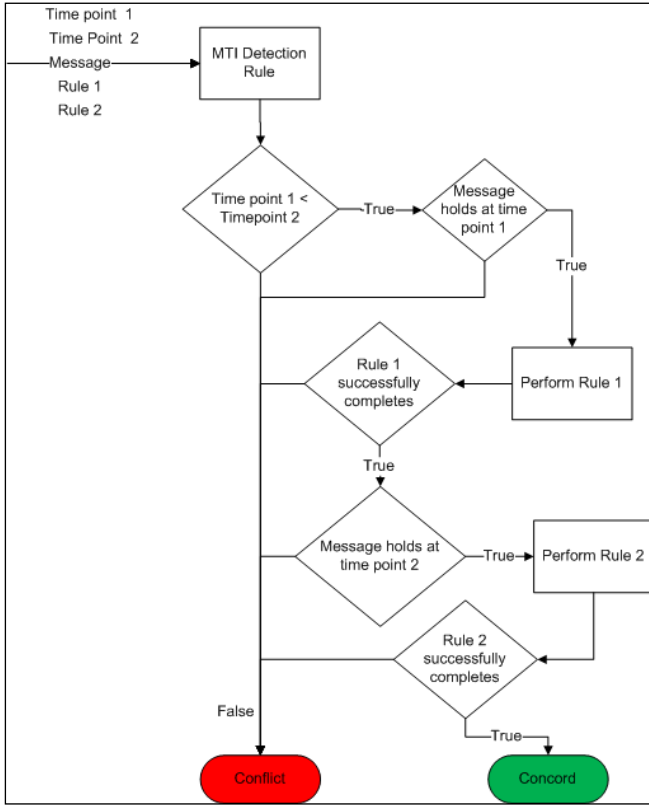 Time point 1
Time Point 2
Message
Rule 1
Rule 2
MTI Detection
Rule
Time point 1 <
Timepoint 2
True
Message
holds at time
point 1
True
Rule 1
successfully
completes
Perform Rule 1
True
Message holds at
time point 2
True
Perform Rule 2
Rule 2
successfully
completes
False
True
Conflict
Concord